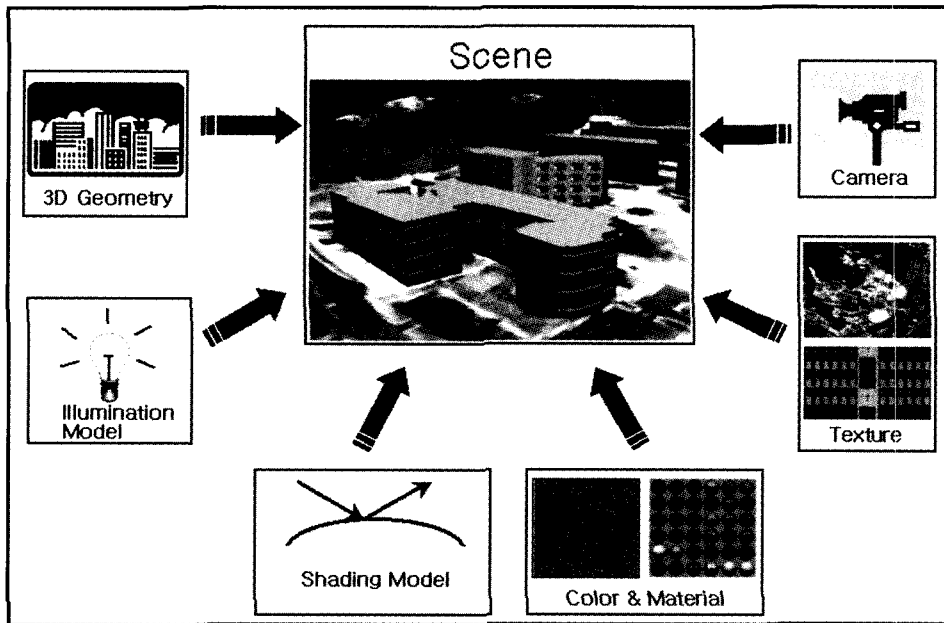 Scene
3D Geometry
Camera
Illumination
Model
Texture
Shading Model
Color & Material